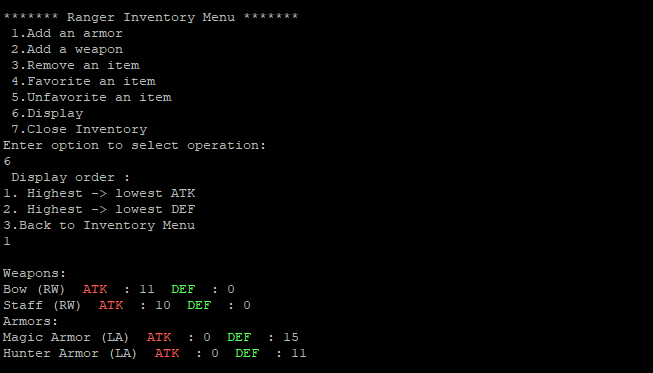 ******* Ranger Inventory Menu *******
1.Add an armor
2.Add a weapon
3.Remove an item
4.Favorite an item
5.Unfavorite an item
6.Display
7.Close Inventory
Enter option to select operation:
6
Display order :
1. Highest -> lowest ATK
2. Highest -> lowest DEF
3.Back to Inventory Menu
1
Weapons:
Bow (RW)  ATK  : 11  DEF  : 0
Staff (RW)  ATK  : 10  DEF  : 0
Armors:
Magic Armor (LA)  ATK  : 0  DEF  : 15
Hunter Armor (LA)  ATK  : 0  DEF  : 11